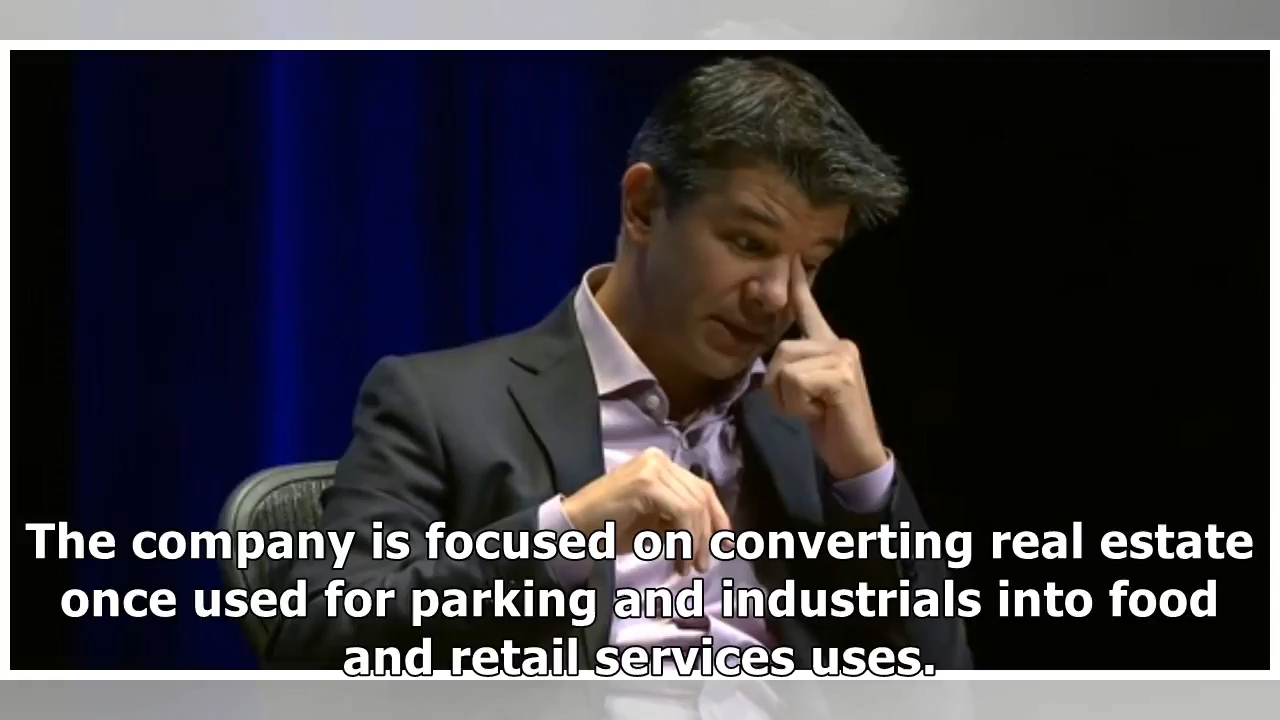 The company is focused on converting real estate
once used for parking and industrials into food
and retail services uses.